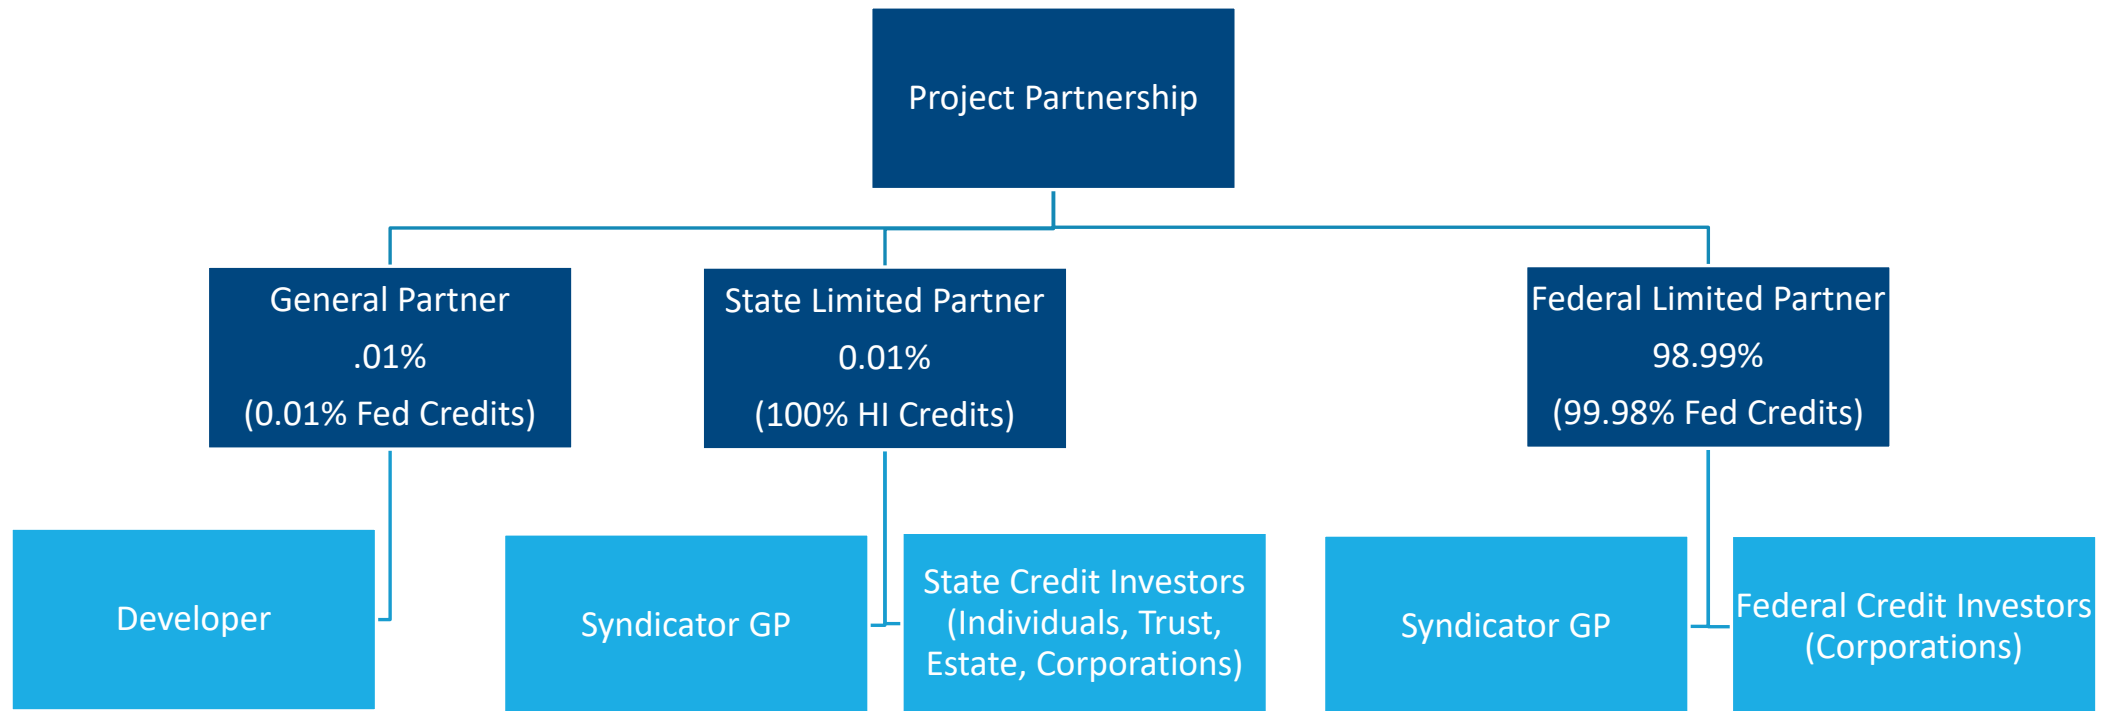 Project Partnership
General Partner
.01%
(0.01% Fed Credits)
State Limited Partner
0.01%
(100% HI Credits)
Federal Limited Partner
98.99%
(99.98% Fed Credits)
Developer
Syndicator GP
State Credit Investors
(Individuals, Trust,
Estate, Corporations)
Syndicator GP
Federal Credit Investors
(Corporations)